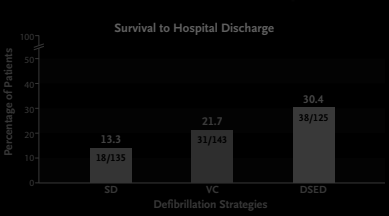 Survival to Hospital Discharge
Percentage of Patients
100
50
40
30
20
10
0
13.3
18/135
21.7
31/143
30.4
38/125
SD
VC
DSED
Defibrillation Strategies